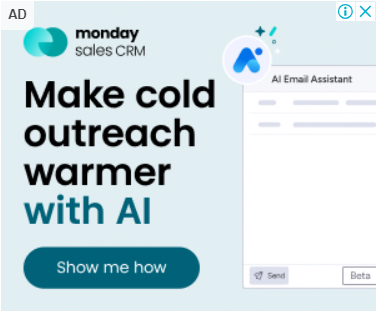 AD
monday
sales CRM
Make cold
outreach
warmer
with AI
Show me how
AI Email Assistant
Send
Beta